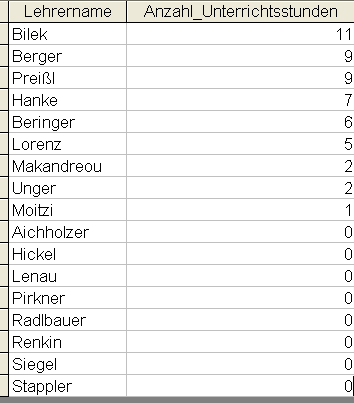 Lehrername Anzahl_Unterrichtsstunden
Bilek 11
Berger 9
Preißl 9
Hanke 7
Beringer 6
Lorenz 5
Makandreou 2
Unger 2
Moitzi 1
Aichholzer 0
Hickel 0
Lenau 0
Pirkner 0
Radlbauer 0
Renkin 0
Siegel 0
Stappler 0